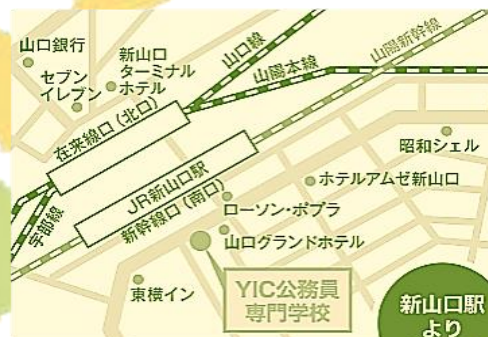 山口銀行
セブン
イレブン
新山口
ターミナル
ホテル
山口線
山陽本線
山陽新幹線
在来線口(北口)
JR新山口駅
新幹線口(南口)
宇部線
昭和シェル
ホテルアムゼ新山口
ローソン・ポプラ
山口グランドホテル
東横イン
YIC公務員
専門学校
新山口駅
より